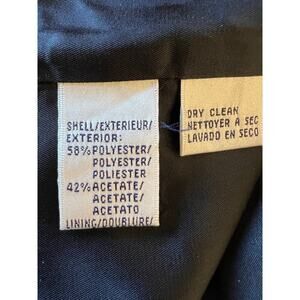 SHELL/EXTERIEUR/
EXTERIOR:
58%POLYESTER/
POLYESTER/
POLIESTER
42%ACETATE/
ACETATE/
ACETATO
LINING/DOUBLURE/
DRY CLEAN
NETTOYER A SEC
LAVADO EN SECO